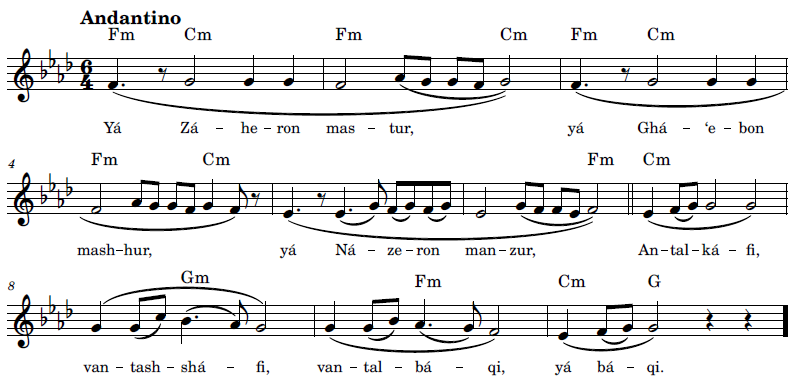 Andantino
Fm Cm Fm Cm Fm Cm
6
4
Yá Zá – he – ron mas – tur, yá Ghá – ‘e – bon
4 Fm Cm Fm Cm
mash–hur, yá Ná – ze – ron man – zur, An – tal – ká – fi,
8 Gm Fm Cm G
van – tash – shá – fi, van – tal – bá – qi, yá bá – qi.